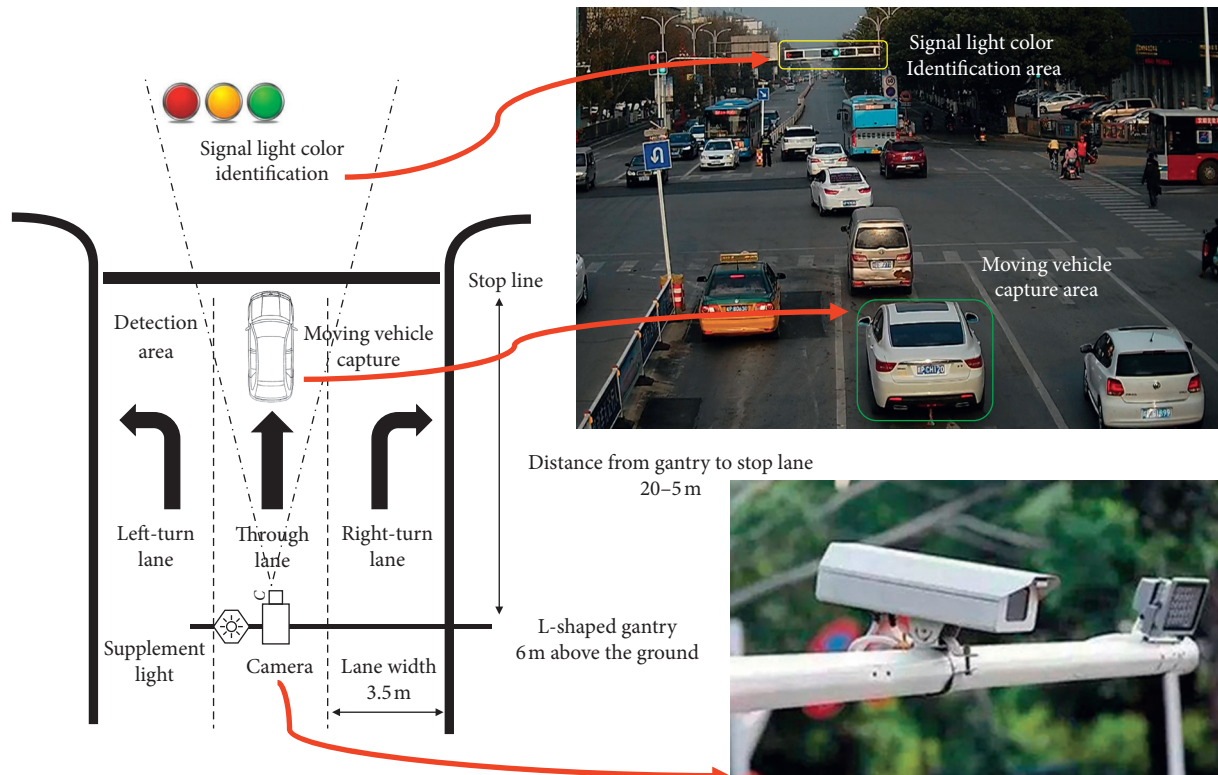 Signal light color
identification
Stop line
Detection
area
Moving vehicle
capture
Left-turn
lane
Through
lane
Right-turn
lane
C
Supplement
light
Camera
Lane width
3.5 m
L-shaped gantry
6 m above the ground
Distance from gantry to stop lane
20–5 m
Signal light color
Identification area
Moving vehicle
capture area